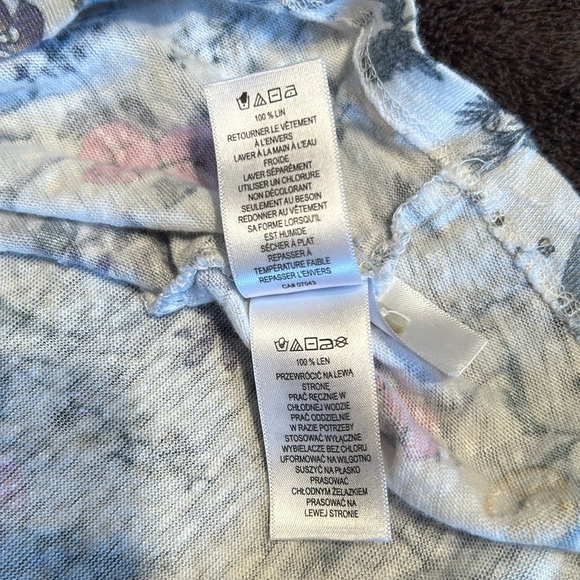 100 % LIN
RETOURNER LE VÊTEMENT
À L'ENVERS
LAVER À LA MAIN À L'EAU
FROIDE
LAVER SÉPARÉMENT
UTILISER UN CHLORURE
NON DÉCOLORANT
SEULEMENT AU BESOIN
REDONNER AU VÊTEMENT
SA FORME LORSQU'IL
EST HUMIDE
SÉCHER À PLAT
REPASSER À
TEMPÉRATURE FAIBLE
REPASSER L'ENVERS
CA# 07043
100 % LEN
PRZEWRÓCIĆ NA LEWĄ
STRONĘ
PRAĆ RĘCZNIE W
CHŁODNEJ WODZIE
PRAĆ ODDZIELNIE
W RAZIE POTRZEBY
STOSOWAĆ WYŁĄCZNIE
WYBIELACZE BEZ CHLORU
UFORMOWAĆ NA WILGOTNO
SUSZYĆ NA PŁASKO
PRASOWAĆ
CHŁODNYM ŻELAZKIEM
PRASOWAĆ NA
LEWEJ STRONIE